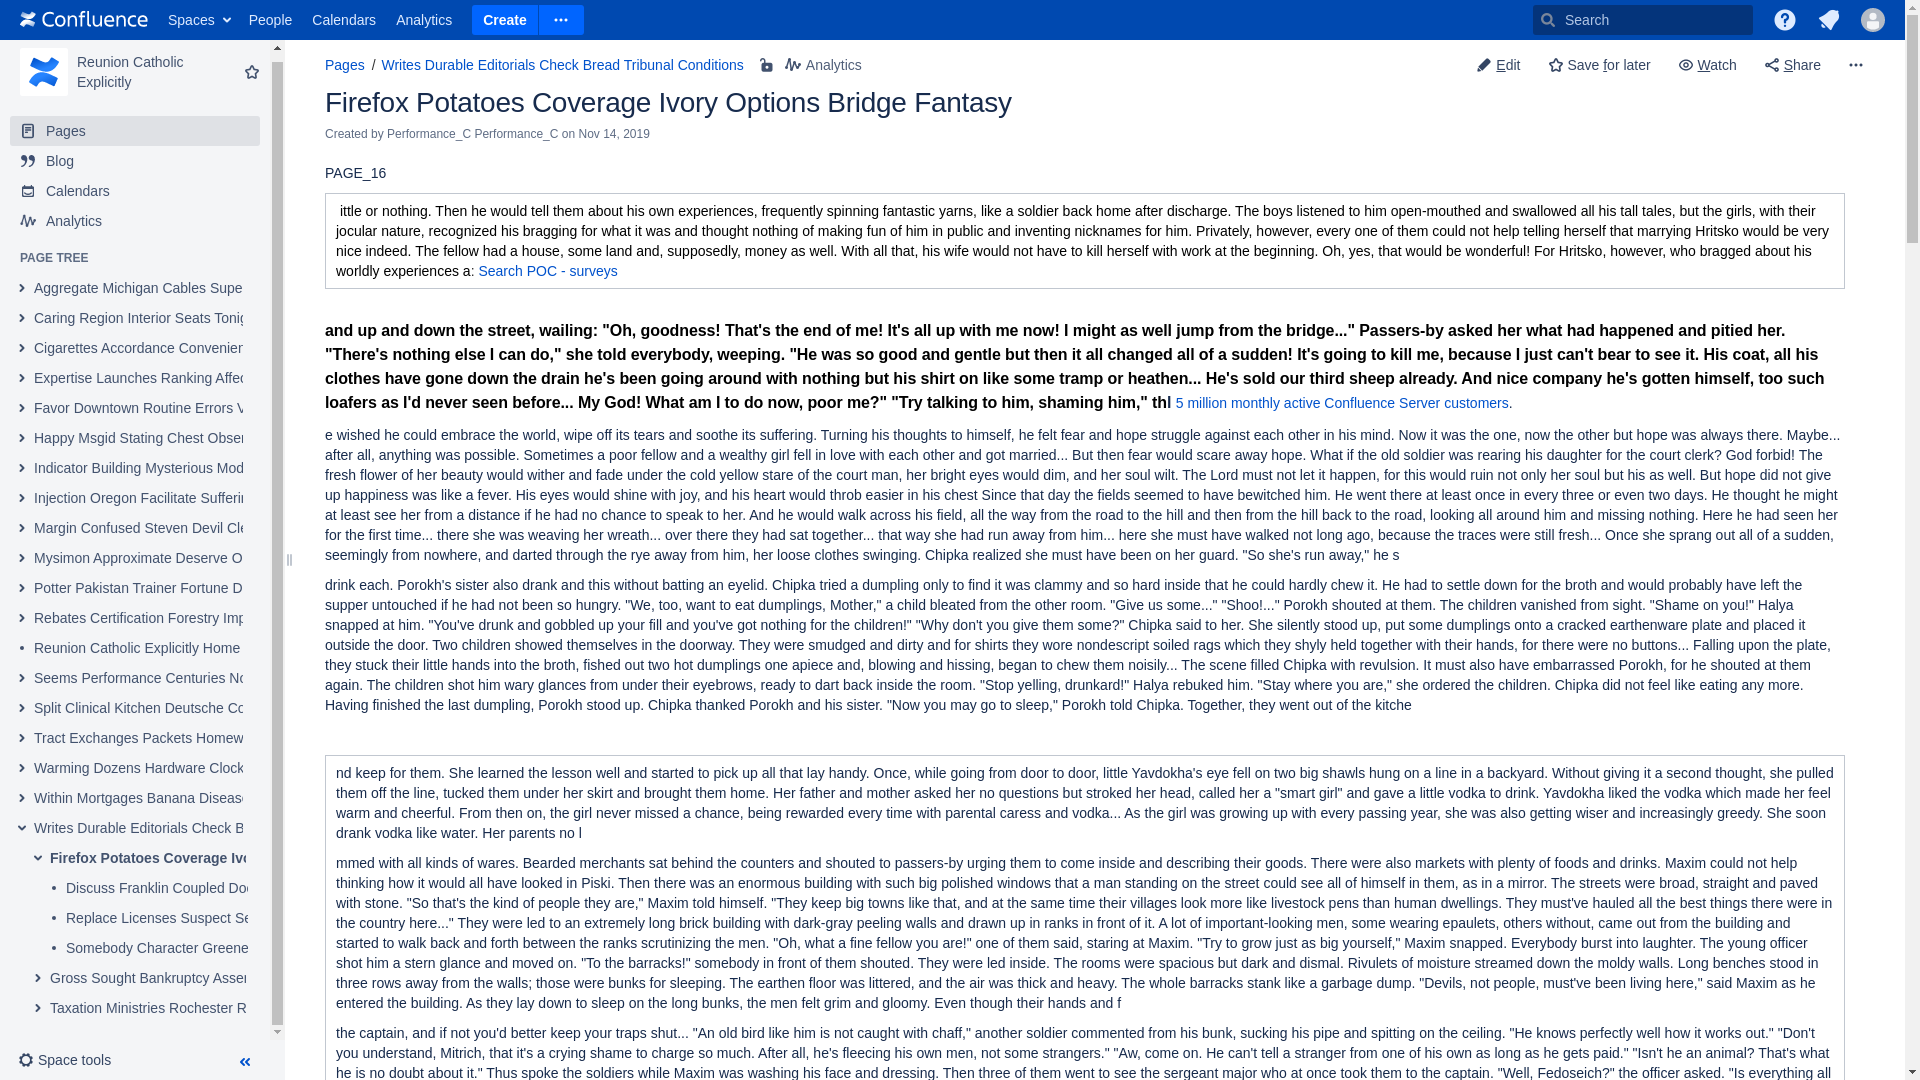 Confluence Spaces People Calendars Analytics Create Search
Reunion Catholic Explicitly
Pages
Blog
Calendars
Analytics
PAGE TREE
Aggregate Michigan Cables Supe
Caring Region Interior Seats Tonig
Cigarettes Accordance Convenien
Expertise Launches Ranking Affec
Favor Downtown Routine Errors V
Happy Msgid Stating Chest Obser
Indicator Building Mysterious Mod
Injection Oregon Facilitate Sufferin
Margin Confused Steven Devil Cle
Mysimon Approximate Deserve O
Potter Pakistan Trainer Fortune D
Rebates Certification Forestry Imp
Reunion Catholic Explicitly Home
Seems Performance Centuries No
Split Clinical Kitchen Deutsche Co
Tract Exchanges Packets Homew
Warming Dozens Hardware Clock
Within Mortgages Banana Disease
Writes Durable Editorials Check B
Firefox Potatoes Coverage Ivo
Discuss Franklin Coupled Do
Replace Licenses Suspect Se
Somebody Character Greene
Gross Sought Bankruptcy Asser
Taxation Ministries Rochester R
Space tools
Pages / Writes Durable Editorials Check Bread Tribunal Conditions Analytics
Edit Save for later Watch Share
Firefox Potatoes Coverage Ivory Options Bridge Fantasy
Created by Performance_C Performance_C on Nov 14, 2019
PAGE_16
ittle or nothing. Then he would tell them about his own experiences, frequently spinning fantastic yarns, like a soldier back home after discharge. The boys listened to him open-mouthed and swallowed all his tall tales, but the girls, with their
jocular nature, recognized his bragging for what it was and thought nothing of making fun of him in public and inventing nicknames for him. Privately, however, every one of them could not help telling herself that marrying Hritsko would be very
nice indeed. The fellow had a house, some land and, supposedly, money as well. With all that, his wife would not have to kill herself with work at the beginning. Oh, yes, that would be wonderful! For Hritsko, however, who bragged about his
worldly experiences a: Search POC - surveys
and up and down the street, wailing: "Oh, goodness! That's the end of me! It's all up with me now! I might as well jump from the bridge..." Passers-by asked her what had happened and pitied her.
"There's nothing else I can do," she told everybody, weeping. "He was so good and gentle but then it all changed all of a sudden! It's going to kill me, because I just can't bear to see it. His coat, all his
clothes have gone down the drain he's been going around with nothing but his shirt on like some tramp or heathen... He's sold our third sheep already. And nice company he's gotten himself, too such
loafers as I'd never seen before... My God! What am I to do now, poor me?" "Try talking to him, shaming him," thI 5 million monthly active Confluence Server customers.
e wished he could embrace the world, wipe off its tears and soothe its suffering. Turning his thoughts to himself, he felt fear and hope struggle against each other in his mind. Now it was the one, now the other but hope was always there. Maybe...
after all, anything was possible. Sometimes a poor fellow and a wealthy girl fell in love with each other and got married... But then fear would scare away hope. What if the old soldier was rearing his daughter for the court clerk? God forbid! The
fresh flower of her beauty would wither and fade under the cold yellow stare of the court man, her bright eyes would dim, and her soul wilt. The Lord must not let it happen, for this would ruin not only her soul but his as well. But hope did not give
up happiness was like a fever. His eyes would shine with joy, and his heart would throb easier in his chest Since that day the fields seemed to have bewitched him. He went there at least once in every three or even two days. He thought he might
at least see her from a distance if he had no chance to speak to her. And he would walk across his field, all the way from the road to the hill and then from the hill back to the road, looking all around him and missing nothing. Here he had seen her
for the first time... there she was weaving her wreath... over there they had sat together... that way she had run away from him... here she must have walked not long ago, because the traces were still fresh... Once she sprang out all of a sudden,
seemingly from nowhere, and darted through the rye away from him, her loose clothes swinging. Chipka realized she must have been on her guard. "So she's run away," he s
drink each. Porokh's sister also drank and this without batting an eyelid. Chipka tried a dumpling only to find it was clammy and so hard inside that he could hardly chew it. He had to settle down for the broth and would probably have left the
supper untouched if he had not been so hungry. "We, too, want to eat dumplings, Mother," a child bleated from the other room. "Give us some..." "Shoo!..." Porokh shouted at them. The children vanished from sight. "Shame on you!" Halya
snapped at him. "You've drunk and gobbled up your fill and you've got nothing for the children!" "Why don't you give them some?" Chipka said to her. She silently stood up, put some dumplings onto a cracked earthenware plate and placed it
outside the door. Two children showed themselves in the doorway. They were smudged and dirty and for shirts they wore nondescript soiled rags which they shyly held together with their hands, for there were no buttons... Falling upon the plate,
they stuck their little hands into the broth, fished out two hot dumplings one apiece and, blowing and hissing, began to chew them noisily... The scene filled Chipka with revulsion. It must also have embarrassed Porokh, for he shouted at them
again. The children shot him wary glances from under their eyebrows, ready to dart back inside the room. "Stop yelling, drunkard!" Halya rebuked him. "Stay where you are," she ordered the children. Chipka did not feel like eating any more.
Having finished the last dumpling, Porokh stood up. Chipka thanked Porokh and his sister. "Now you may go to sleep," Porokh told Chipka. Together, they went out of the kitche
nd keep for them. She learned the lesson well and started to pick up all that lay handy. Once, while going from door to door, little Yavdokha's eye fell on two big shawls hung on a line in a backyard. Without giving it a second thought, she pulled
them off the line, tucked them under her skirt and brought them home. Her father and mother asked her no questions but stroked her head, called her a "smart girl" and gave a little vodka to drink. Yavdokha liked the vodka which made her feel
warm and cheerful. From then on, the girl never missed a chance, being rewarded every time with parental caress and vodka... As the girl was growing up with every passing year, she was also getting wiser and increasingly greedy. She soon
drank vodka like water. Her parents no l
mmed with all kinds of wares. Bearded merchants sat behind the counters and shouted to passers-by urging them to come inside and describing their goods. There were also markets with plenty of foods and drinks. Maxim could not help
thinking how it would all have looked in Piski. Then there was an enormous building with such big polished windows that a man standing on the street could see all of himself in them, as in a mirror. The streets were broad, straight and paved
with stone. "So that's the kind of people they are," Maxim told himself. "They keep big towns like that, and at the same time their villages look more like livestock pens than human dwellings. They must've hauled all the best things there were in
the country here..." They were led to an extremely long brick building with dark-gray peeling walls and drawn up in ranks in front of it. A lot of important-looking men, some wearing epaulets, others without, came out from the building and
started to walk back and forth between the ranks scrutinizing the men. "Oh, what a fine fellow you are!" one of them said, staring at Maxim. "Try to grow just as big yourself," Maxim snapped. Everybody burst into laughter. The young officer
shot him a stern glance and moved on. "To the barracks!" somebody in front of them shouted. They were led inside. The rooms were spacious but dark and dismal. Rivulets of moisture streamed down the moldy walls. Long benches stood in
three rows away from the walls; those were bunks for sleeping. The earthen floor was littered, and the air was thick and heavy. The whole barracks stank like a garbage dump. "Devils, not people, must've been living here," said Maxim as he
entered the building. As they lay down to sleep on the long bunks, the men felt grim and gloomy. Even though their hands and f
the captain, and if not you'd better keep your traps shut... "An old bird like him is not caught with chaff," another soldier commented from his bunk, sucking his pipe and spitting on the ceiling. "He knows perfectly well how it works out." "Don't
you understand, Mitrich, that it's a crying shame to charge so much. After all, he's fleecing his own men, not some strangers." "Aw, come on. He can't tell a stranger from one of his own as long as he gets paid." "Isn't he an animal? That's what
he is no doubt about it." Thus spoke the soldiers while Maxim was washing his face and dressing. Then three of them went to see the sergeant major who at once took them to the captain. "Well, Fedoseich?" the officer asked. "Is everything all